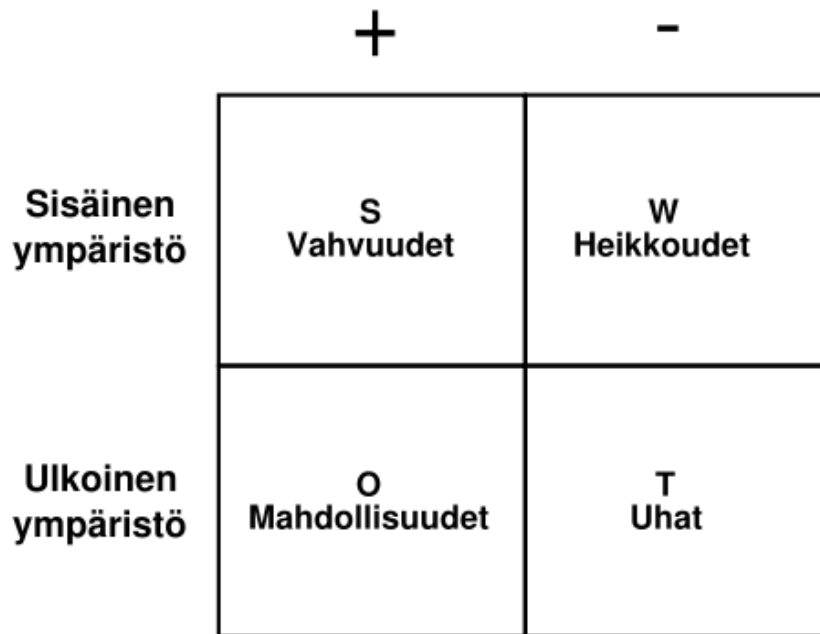 + -
Sisäinen
ympäristö
S
Vahvuudet
W
Heikkoudet
Ulkoinen
ympäristö
O
Mahdollisuudet
T
Uhat